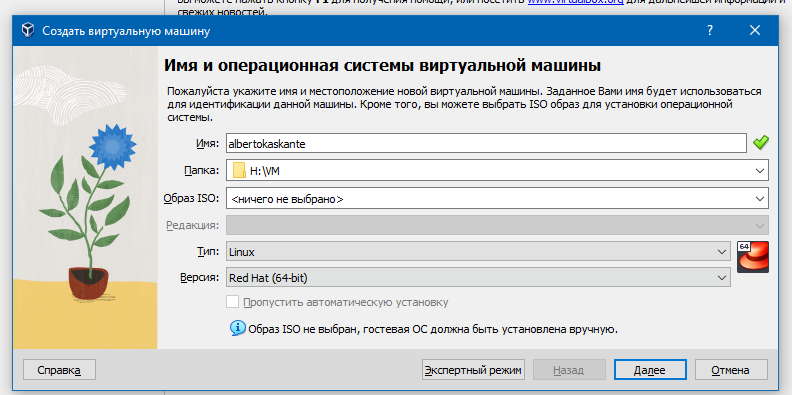 вы можете нажать кнопку F1 для получения помощи, или посетить www.virtualbox.org для дальнейшей информации и
свежих новостей.
Создать виртуальную машину
?
Имя и операционная системы виртуальной машины
Пожалуйста укажите имя и местоположение новой виртуальной машины. Заданное Вами имя будет использоваться
для идентификации данной машины. Кроме того, вы можете выбрать ISO образ для установки операционной
системы.
Имя: albertokaskante
Папка: H:\VM
Образ ISO: <ничего не выбрано>
Редакция:
Тип: Linux
64
Версия: Red Hat (64-bit)
Пропустить автоматическую установку
Образ ISO не выбран, гостевая ОС должна быть установлена вручную.
Справка Экспертный режим Назад Далее Отмена